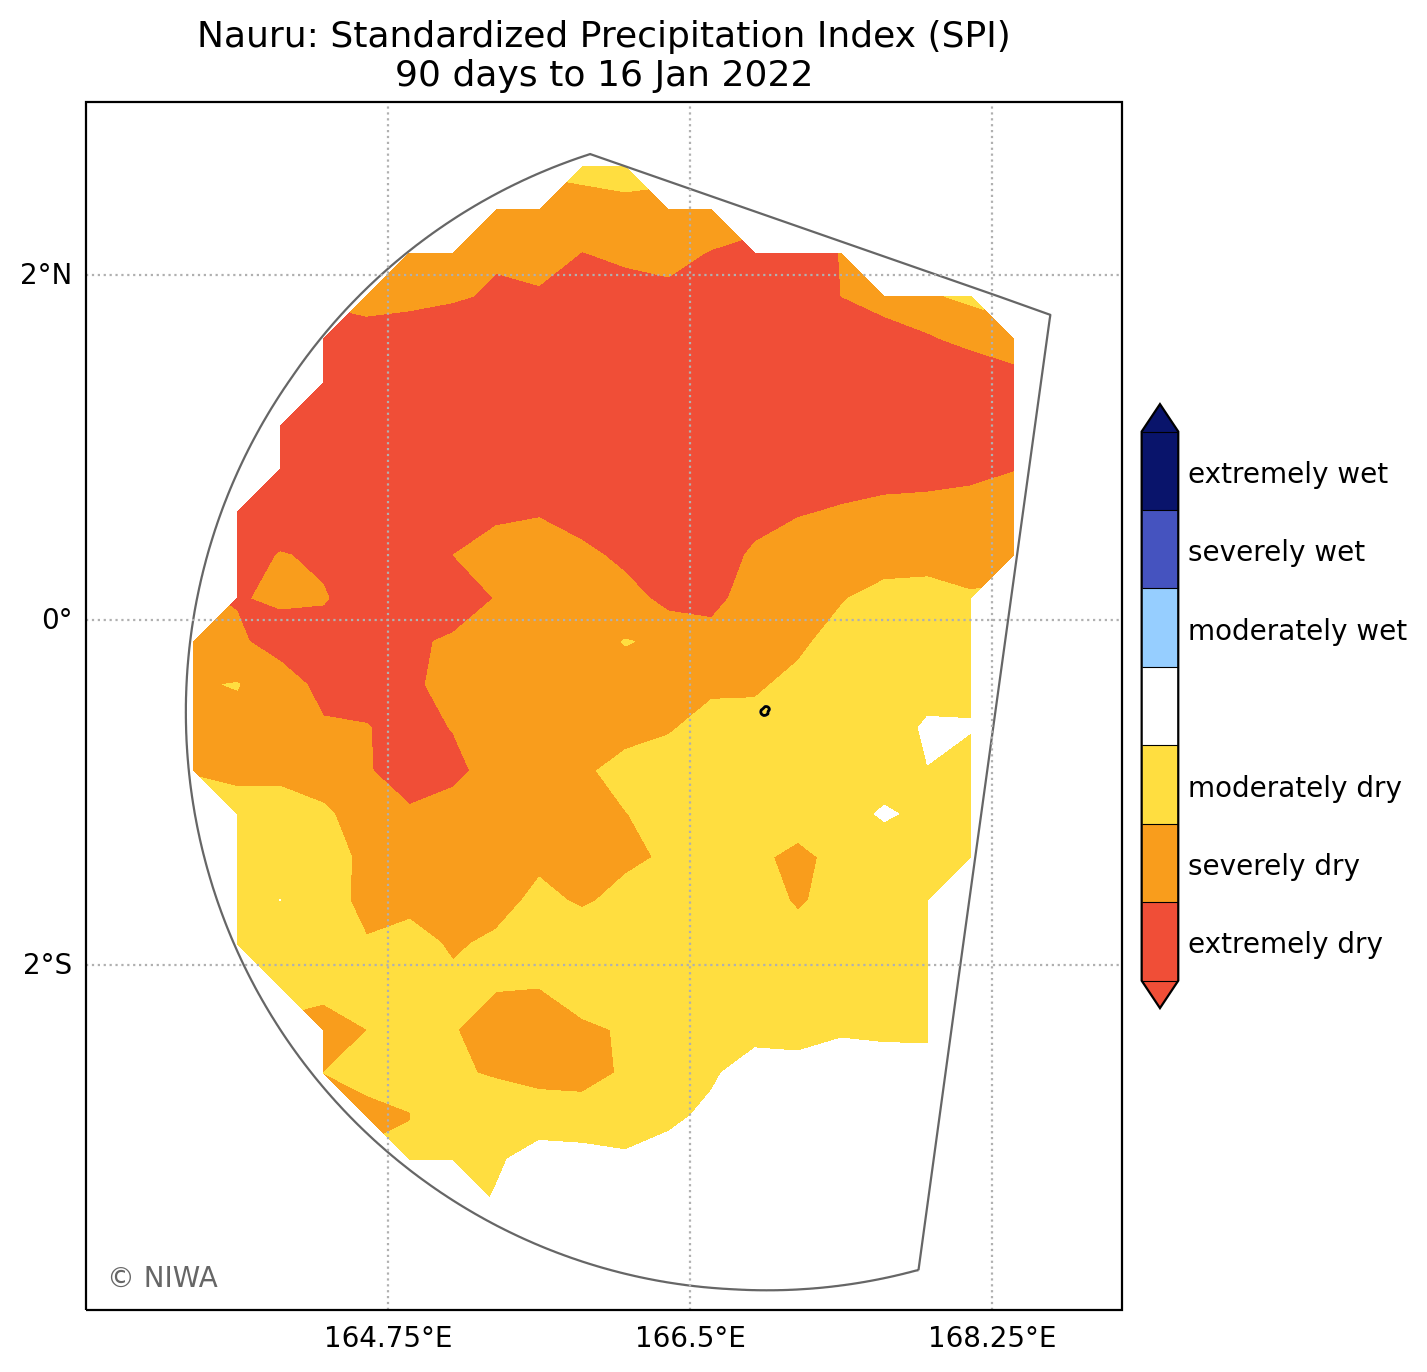 Nauru: Standardized Precipitation Index (SPI)
90 days to 16 Jan 2022
2°N
0°
2°S
164.75°E
166.5°E
168.25°E
extremely wet
severely wet
moderately wet
moderately dry
severely dry
extremely dry
© NIWA